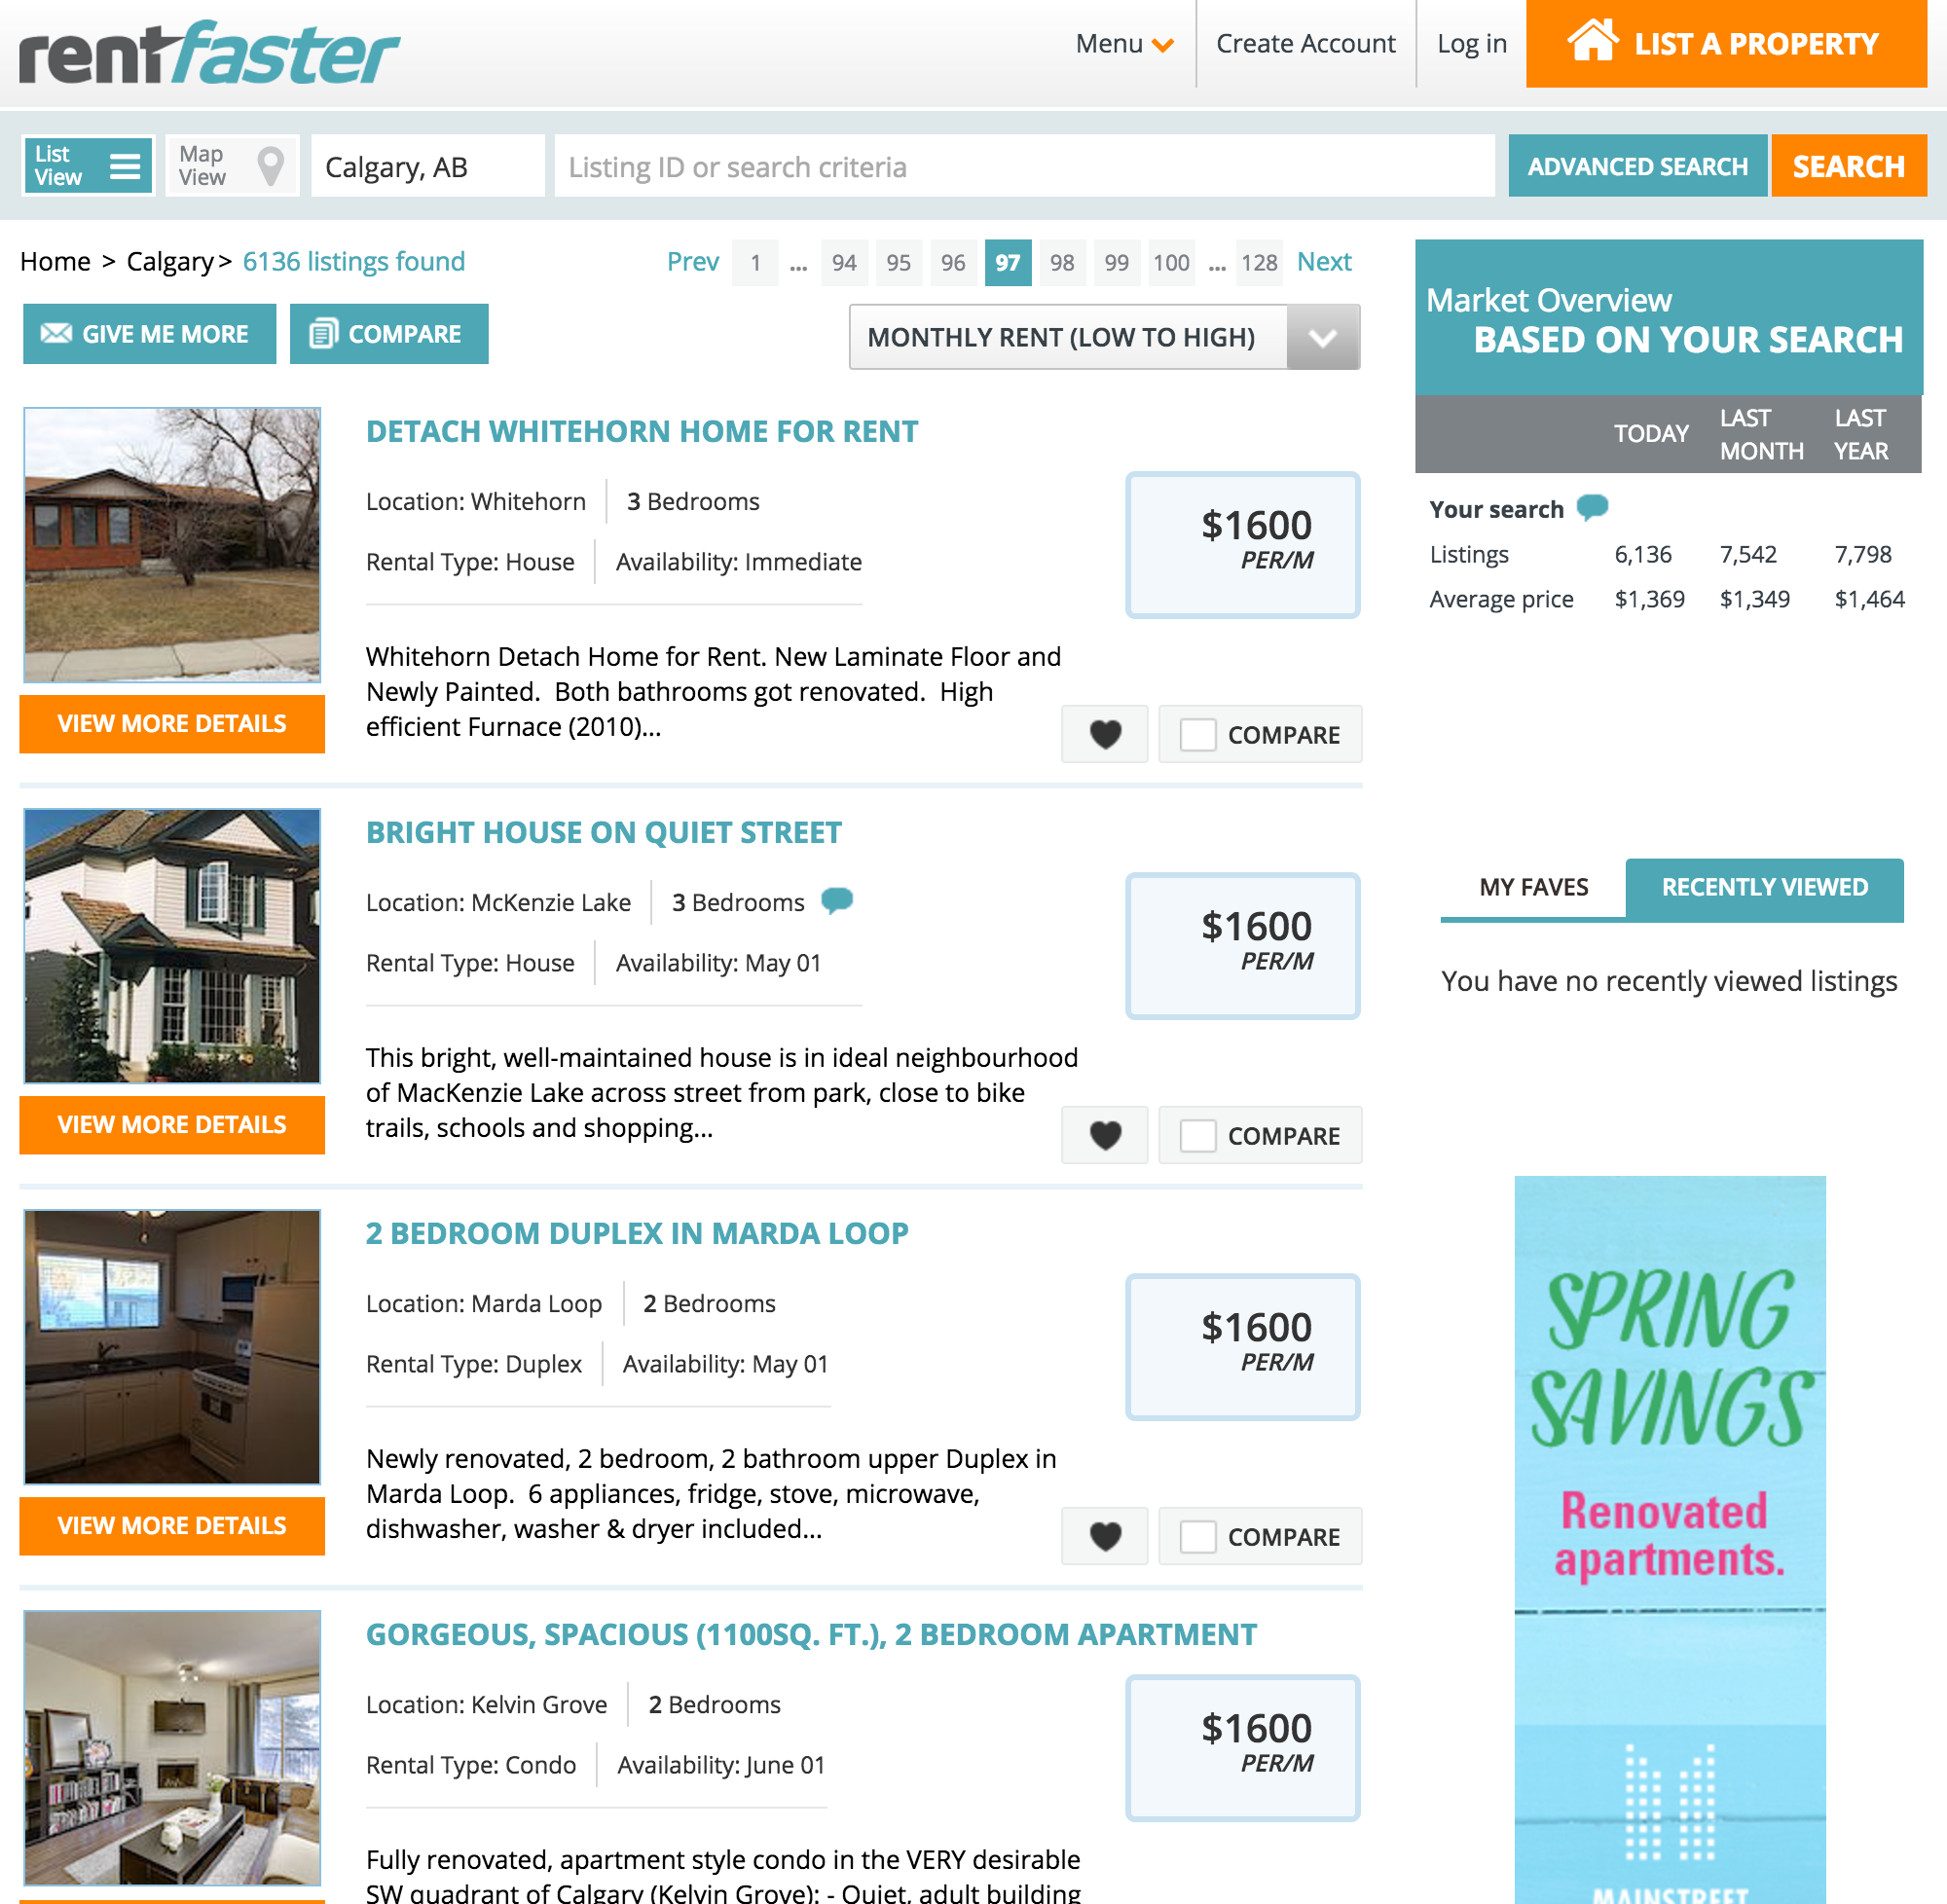 rentfaster
Menu
Create Account
Log in
LIST A PROPERTY
List
View
Map
View
Calgary, AB
Listing ID or search criteria
ADVANCED SEARCH
SEARCH
Home > Calgary > 6136 listings found
Prev 1 ... 94 95 96 97 98 99 100 ... 128 Next
GIVE ME MORE
COMPARE
MONTHLY RENT (LOW TO HIGH)
DETACH WHITEHORN HOME FOR RENT
Location: Whitehorn 3 Bedrooms
Rental Type: House Availability: Immediate
$1600
PER/M
Whitehorn Detach Home for Rent. New Laminate Floor and
Newly Painted.  Both bathrooms got renovated.  High
efficient Furnace (2010)...
VIEW MORE DETAILS
COMPARE
BRIGHT HOUSE ON QUIET STREET
Location: McKenzie Lake 3 Bedrooms
Rental Type: House Availability: May 01
$1600
PER/M
This bright, well-maintained house is in ideal neighbourhood
of MacKenzie Lake across street from park, close to bike
trails, schools and shopping...
VIEW MORE DETAILS
COMPARE
2 BEDROOM DUPLEX IN MARDA LOOP
Location: Marda Loop 2 Bedrooms
Rental Type: Duplex Availability: May 01
$1600
PER/M
Newly renovated, 2 bedroom, 2 bathroom upper Duplex in
Marda Loop.  6 appliances, fridge, stove, microwave,
dishwasher, washer & dryer included...
VIEW MORE DETAILS
COMPARE
GORGEOUS, SPACIOUS (1100SQ. FT.), 2 BEDROOM APARTMENT
Location: Kelvin Grove 2 Bedrooms
Rental Type: Condo Availability: June 01
$1600
PER/M
Fully renovated, apartment style condo in the VERY desirable
SW quadrant of Calgary (Kelvin Grove): - Quiet, adult building
Market Overview
BASED ON YOUR SEARCH
TODAY LAST MONTH LAST YEAR
Your search
Listings 6,136 7,542 7,798
Average price $1,369 $1,349 $1,464
MY FAVES
RECENTLY VIEWED
You have no recently viewed listings
SPRING
SAVINGS
Renovated
apartments.
MAINSTREET